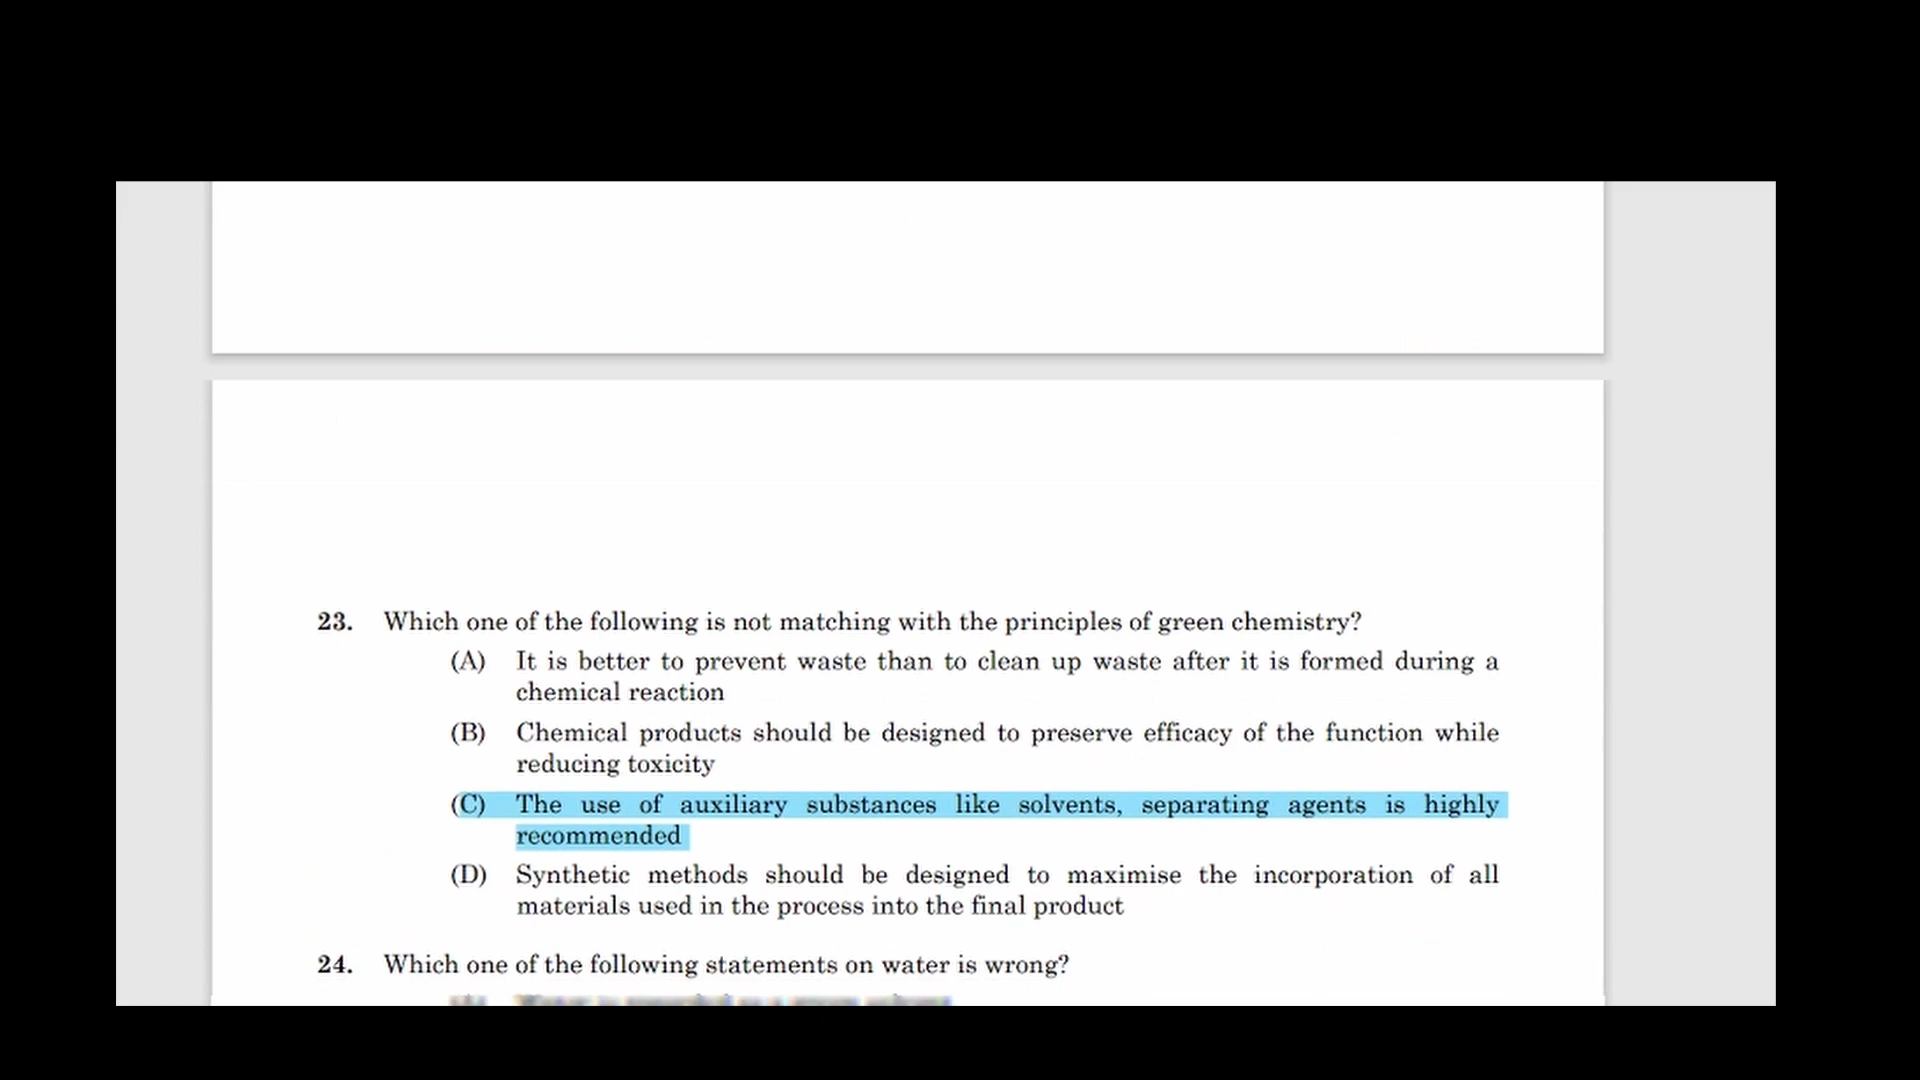 23. Which one of the following is not matching with the principles of green chemistry?
(A) It is better to prevent waste than to clean up waste after it is formed during a
chemical reaction
(B) Chemical products should be designed to preserve efficacy of the function while
reducing toxicity
(C) The use of auxiliary substances like solvents, separating agents is highly
recommended
(D) Synthetic methods should be designed to maximise the incorporation of all
materials used in the process into the final product
24. Which one of the following statements on water is wrong?